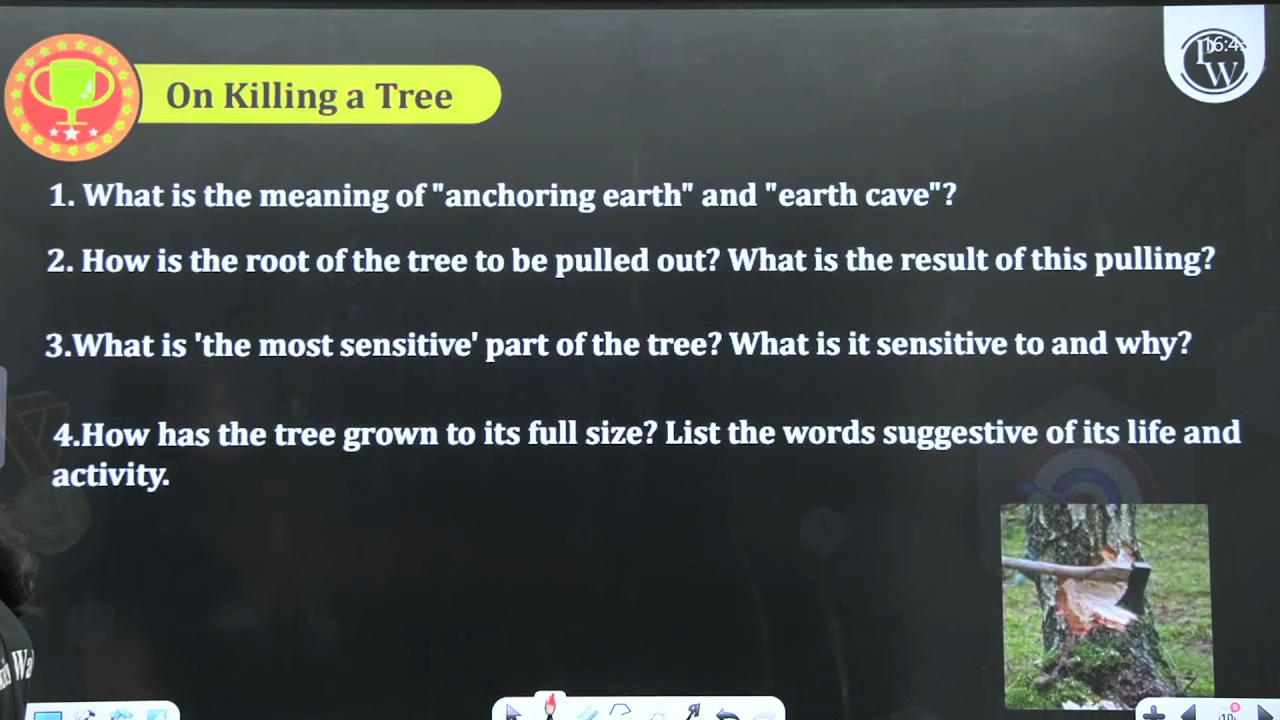 On Killing a Tree
1. What is the meaning of "anchoring earth" and "earth cave"?
2. How is the root of the tree to be pulled out? What is the result of this pulling?
3.What is 'the most sensitive' part of the tree? What is it sensitive to and why?
4.How has the tree grown to its full size? List the words suggestive of its life and
activity.